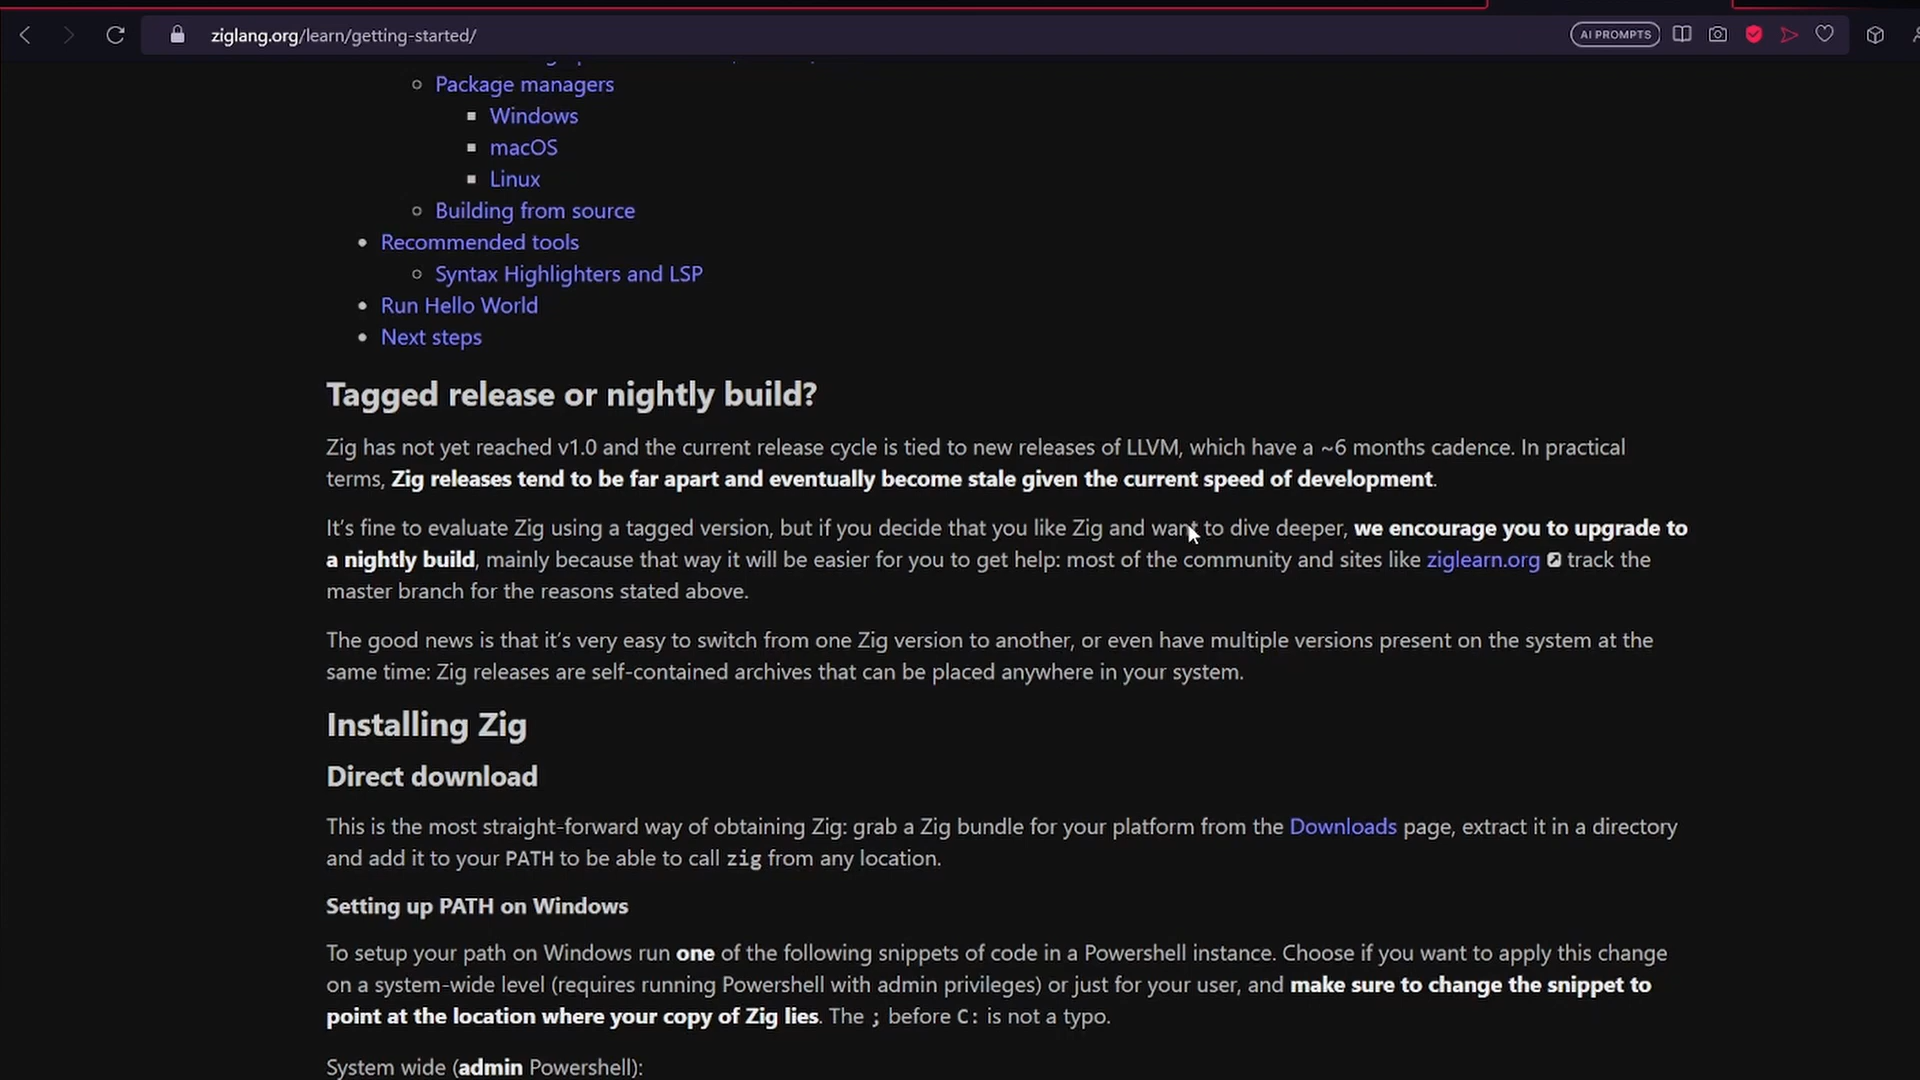 ziglang.org/learn/getting-started/
AI PROMPTS
Package managers
Windows
macOS
Linux
Building from source
Recommended tools
Syntax Highlighters and LSP
Run Hello World
Next steps
Tagged release or nightly build?
Zig has not yet reached v1.0 and the current release cycle is tied to new releases of LLVM, which have a ~6 months cadence. In practical
terms, Zig releases tend to be far apart and eventually become stale given the current speed of development.
It’s fine to evaluate Zig using a tagged version, but if you decide that you like Zig and want to dive deeper, we encourage you to upgrade to
a nightly build, mainly because that way it will be easier for you to get help: most of the community and sites like ziglearn.org track the
master branch for the reasons stated above.
The good news is that it’s very easy to switch from one Zig version to another, or even have multiple versions present on the system at the
same time: Zig releases are self-contained archives that can be placed anywhere in your system.
Installing Zig
Direct download
This is the most straight-forward way of obtaining Zig: grab a Zig bundle for your platform from the Downloads page, extract it in a directory
and add it to your PATH to be able to call zig from any location.
Setting up PATH on Windows
To setup your path on Windows run one of the following snippets of code in a Powershell instance. Choose if you want to apply this change
on a system-wide level (requires running Powershell with admin privileges) or just for your user, and make sure to change the snippet to
point at the location where your copy of Zig lies. The ; before C: is not a typo.
System wide (admin Powershell):